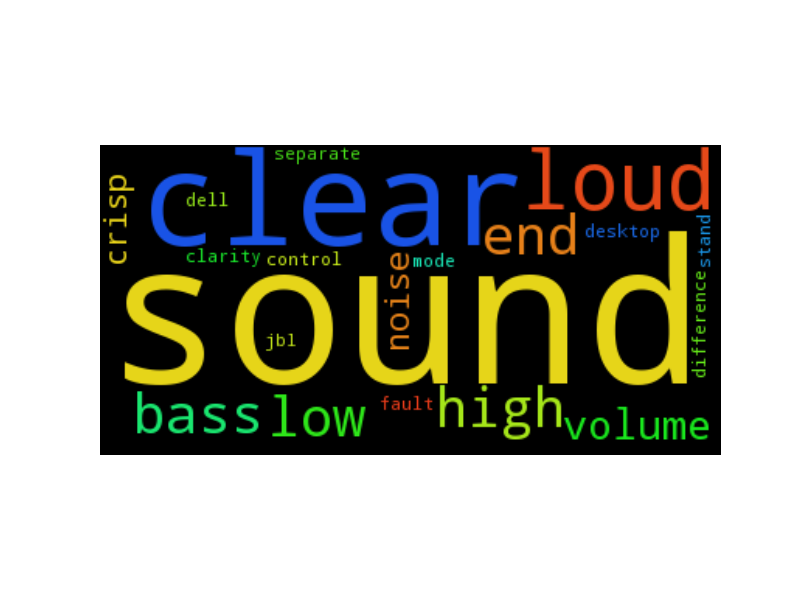 separate
clear
loud
crisp
dell
end
desktop
stand
clarity
control
noise
mode
sound
jbl
difference
bass
low
fault
high
volume